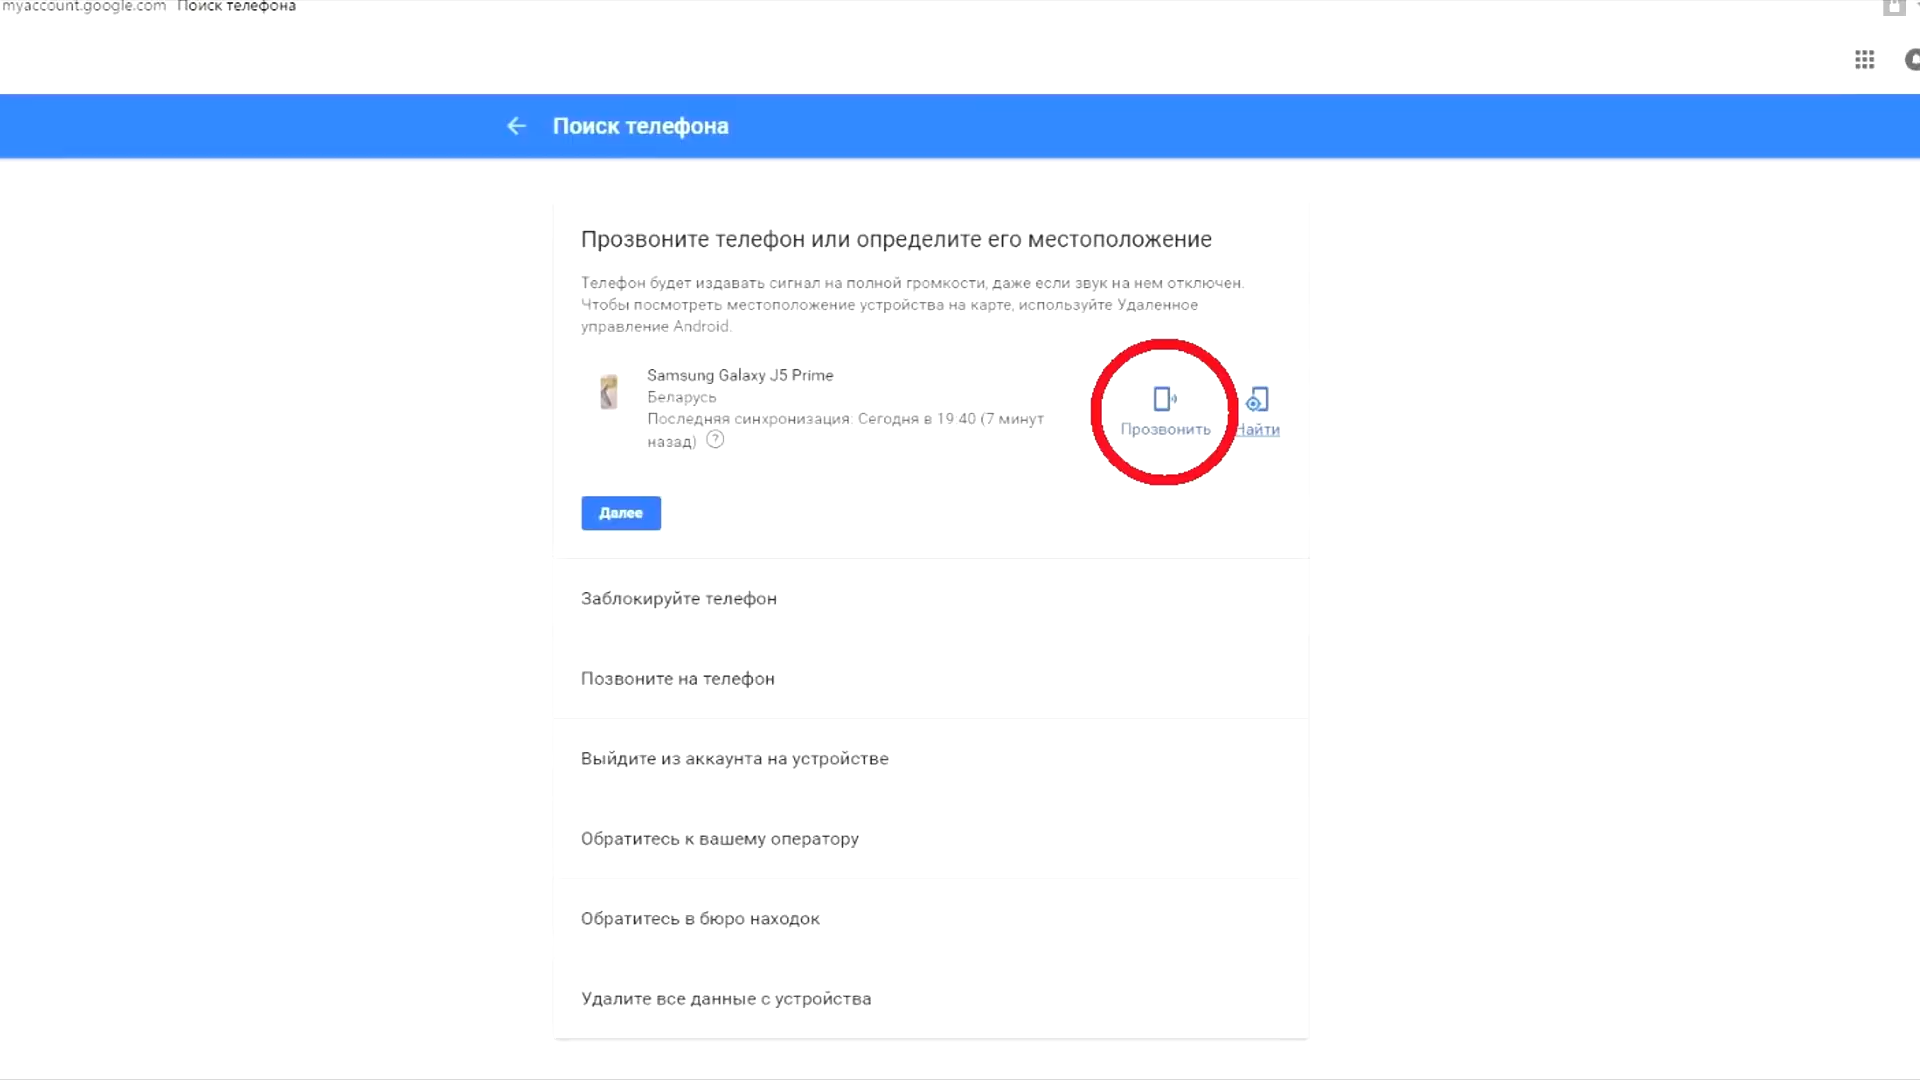 myaccount.google.com Поиск телефона
Поиск телефона
Прозвоните телефон или определите его местоположение
Телефон будет издавать сигнал на полной громкости, даже если звук на нем отключен.
Чтобы посмотреть местоположение устройства на карте, используйте Удаленное
управление Android.
Samsung Galaxy J5 Prime
Беларусь
Последняя синхронизация: Сегодня в 19:40 (7 минут
назад) ?
Прозвонить Найти
Далее
Заблокируйте телефон
Позвоните на телефон
Выйдите из аккаунта на устройстве
Обратитесь к вашему оператору
Обратитесь в бюро находок
Удалите все данные с устройства